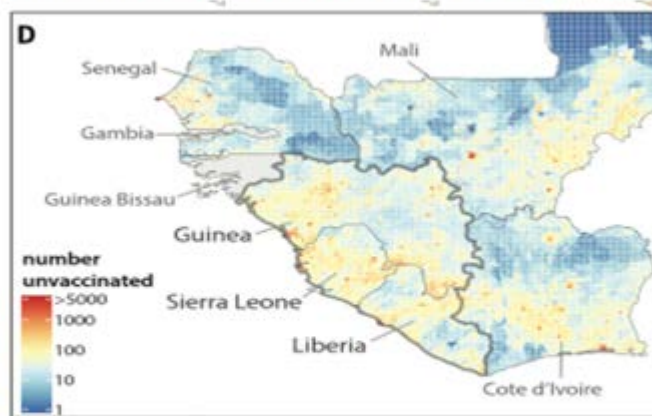 D
Mali
Senegal
Gambia
Guinea Bissau
Guinea
number
unvaccinated
>5000
1000
100
10
1
Sierra Leone
Liberia
Cote d'Ivoire